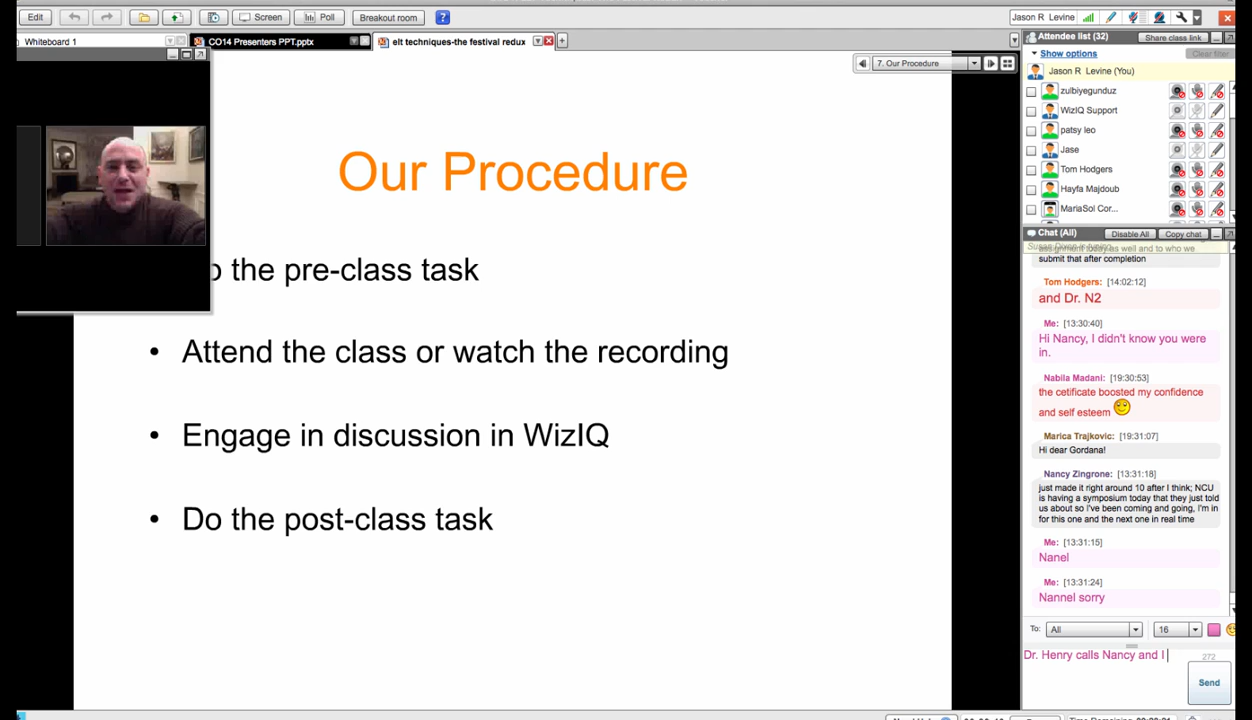 Edit
Screen
Poll
Breakout room
?
Jason R Levine
Whiteboard 1
CO14 Presenters PPT.pptx
elt techniques-the festival redux
7. Our Procedure
Our Procedure
the pre-class task
• Attend the class or watch the recording
• Engage in discussion in WizIQ
• Do the post-class task
Attendee list (32)
Share class link
Show options
Clear filter
Jason R Levine (You)
zulbiyegunduz
WizIQ Support
patsy leo
Jase
Tom Hodgers
Hayfa Majdoub
MariaSol Cor...
Chat (All)
Disable All
Copy chat
submit that after completion
Tom Hodgers: [14:02:12]
and Dr. N2
Me: [13:30:40]
Hi Nancy, I didn't know you were
in.
Nabila Madani: [19:30:53]
the cetificate boosted my confidence
and self esteem
Marica Trajkovic: [19:31:07]
Hi dear Gordana!
Nancy Zingrone: [13:31:18]
just made it right around 10 after I think; NCU
is having a symposium today that they just told
us about so I've been coming and going, I'm in
for this one and the next one in real time
Me: [13:31:15]
Nanel
Me: [13:31:24]
Nannel sorry
To: All
16
Dr. Henry calls Nancy and I
272
Send